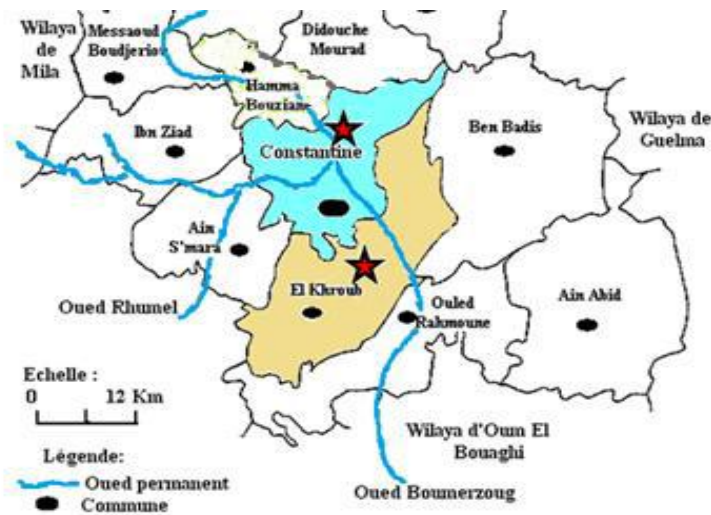 Wilaya
de
Mila
Messaoud
Boudjeriou
Didouche
Mourad
Hamma
Bouziane
Ibn Ziad
Constantine
Ben Badis
Wilaya de
Guelma
Ain
S'mara
El Khroub
Oued Rhumel
Ouled
Rahmoune
Ain Abid
Echelle :
0 12 Km
Wilaya d'Oum El
Bouaghi
Légende:
Oued permanent
Commune
Oued Boumerzoug